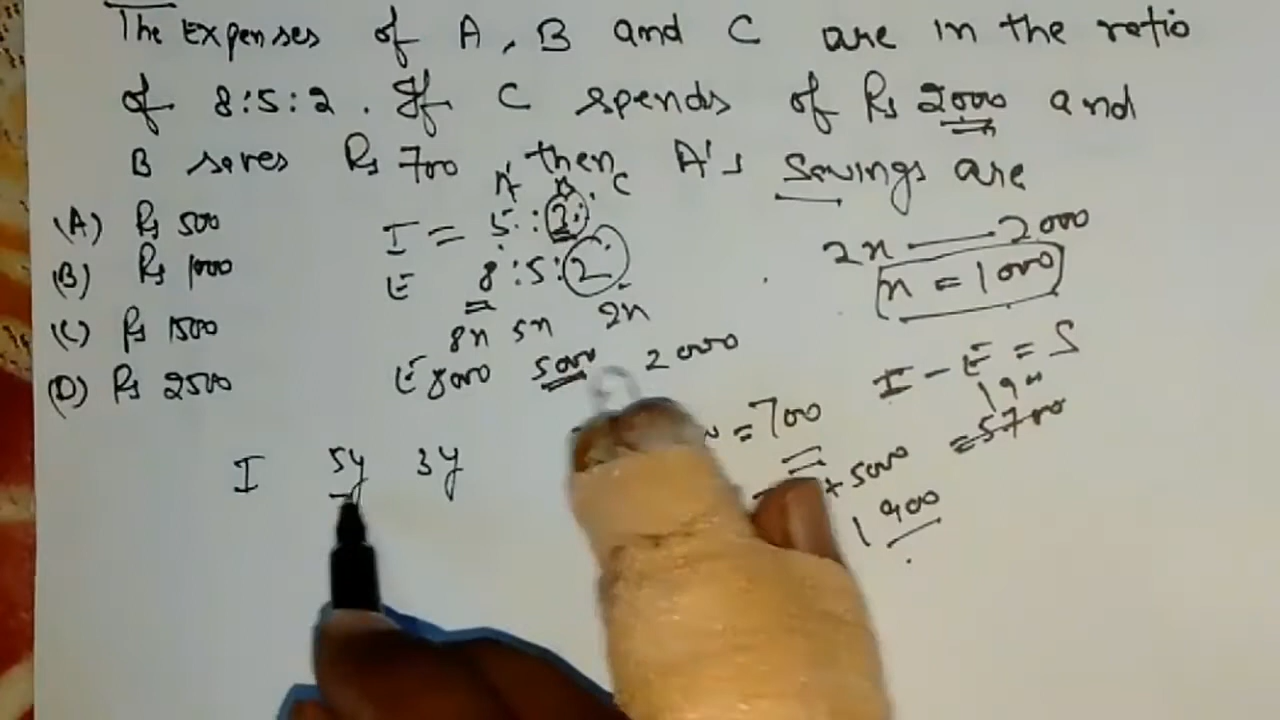 The Expenses of A, B and C are in the ratio
of 8:5:2. If C spends of Rs 2000 and
B saves Rs 700, then A's Savings are
A B C
(A) Rs 500
I = 5:3:
2x — 2000
(B) Rs 1000
E 8:5:2
x = 1000
(C) Rs 1500
8x 5x 2x
(D) Rs 2500
E 8000 5000 2000
I - E = S
19
= 700
+ 5000 = 5700
I 5y 3y
1900